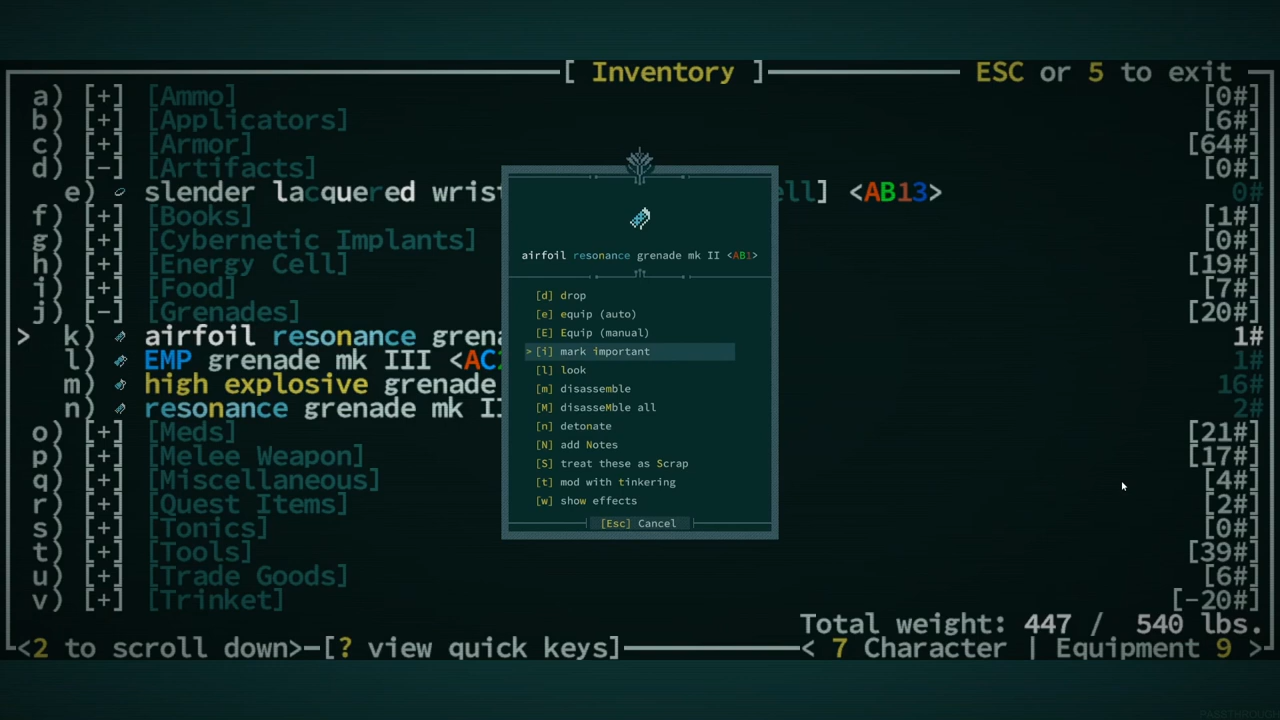 [ Inventory ] ESC or 5 to exit
a) [+] [Ammo] [0#]
b) [+] [Applicators] [6#]
c) [+] [Armor] [64#]
d) [-] [Artifacts] [0#]
e) slender lacquered wrist ell] <AB13> 0#
f) [+] [Books] [1#]
g) [+] [Cybernetic Implants] [0#]
h) [+] [Energy Cell] [19#]
i) [+] [Food] [7#]
j) [-] [Grenades] [20#]
> k) airfoil resonance gren 1#
l) EMP grenade mk III <AC 1#
m) high explosive grenade 16#
n) resonance grenade mk II 2#
o) [+] [Meds] [21#]
p) [+] [Melee Weapon] [17#]
q) [+] [Miscellaneous] [4#]
r) [+] [Quest Items] [2#]
s) [+] [Tonics] [0#]
t) [+] [Tools] [39#]
u) [+] [Trade Goods] [6#]
v) [+] [Trinket] [-20#]
Total weight: 447 / 540 lbs.
<2 to scroll down> [? view quick keys] < 7 Character | Equipment 9 >
airfoil resonance grenade mk II <AB1>
[d] drop
[e] equip (auto)
[E] Equip (manual)
>[i] mark important
[l] look
[m] disassemble
[M] disasseMble all
[n] detonate
[N] add Notes
[S] treat these as Scrap
[t] mod with tinkering
[w] show effects
[Esc] Cancel